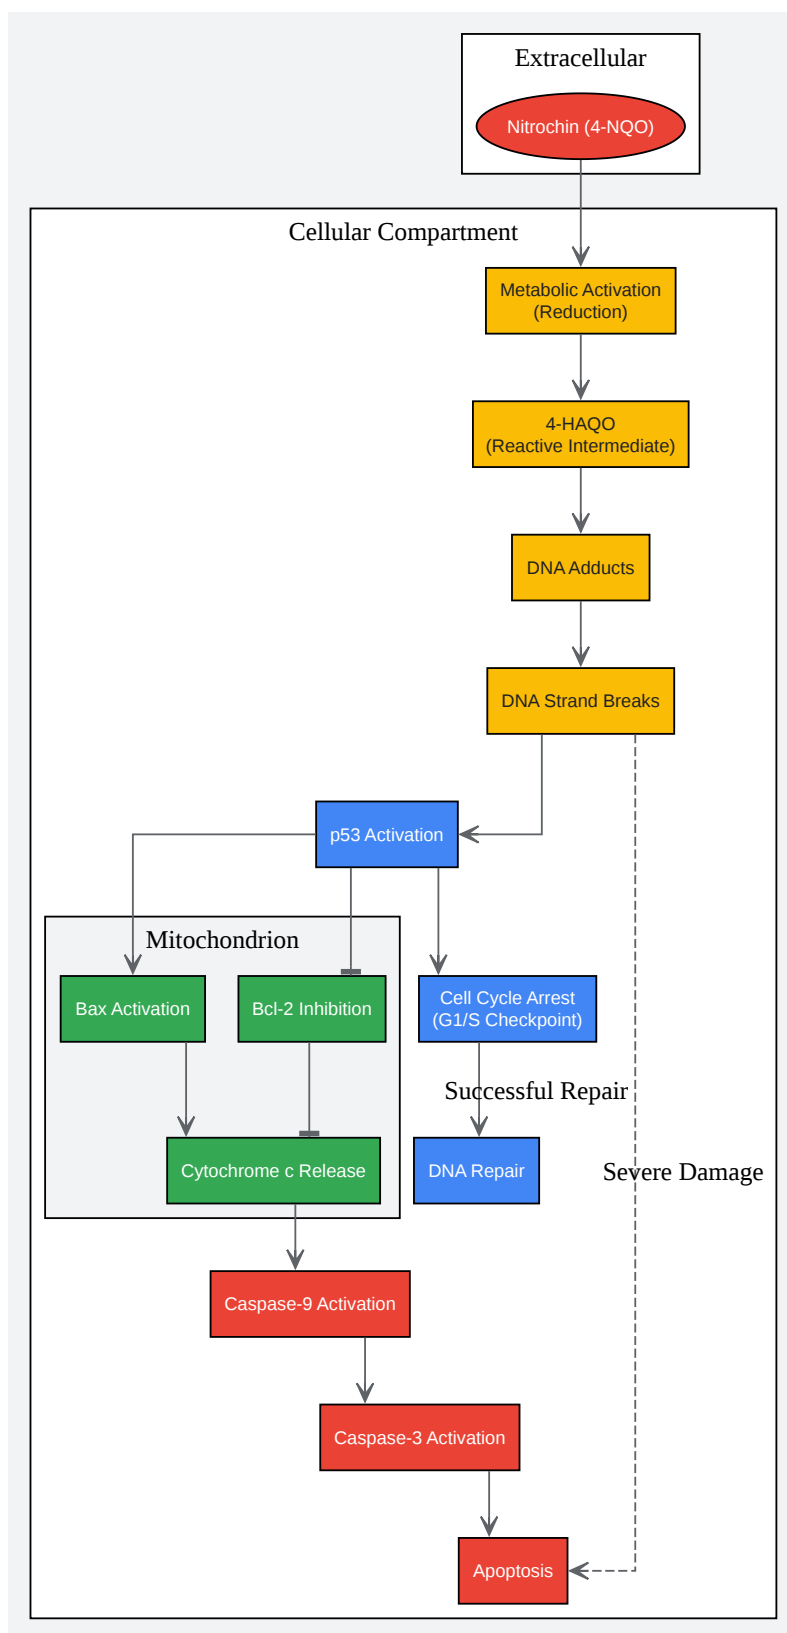 Extracellular
Nitrochin (4-NQO)
Cellular Compartment
Metabolic Activation
(Reduction)
4-HAQO
(Reactive Intermediate)
DNA Adducts
DNA Strand Breaks
p53 Activation
Mitochondrion
Bax Activation
Bcl-2 Inhibition
Cell Cycle Arrest
(G1/S Checkpoint)
Successful Repair
Cytochrome c Release
DNA Repair
Severe Damage
Caspase-9 Activation
Caspase-3 Activation
Apoptosis